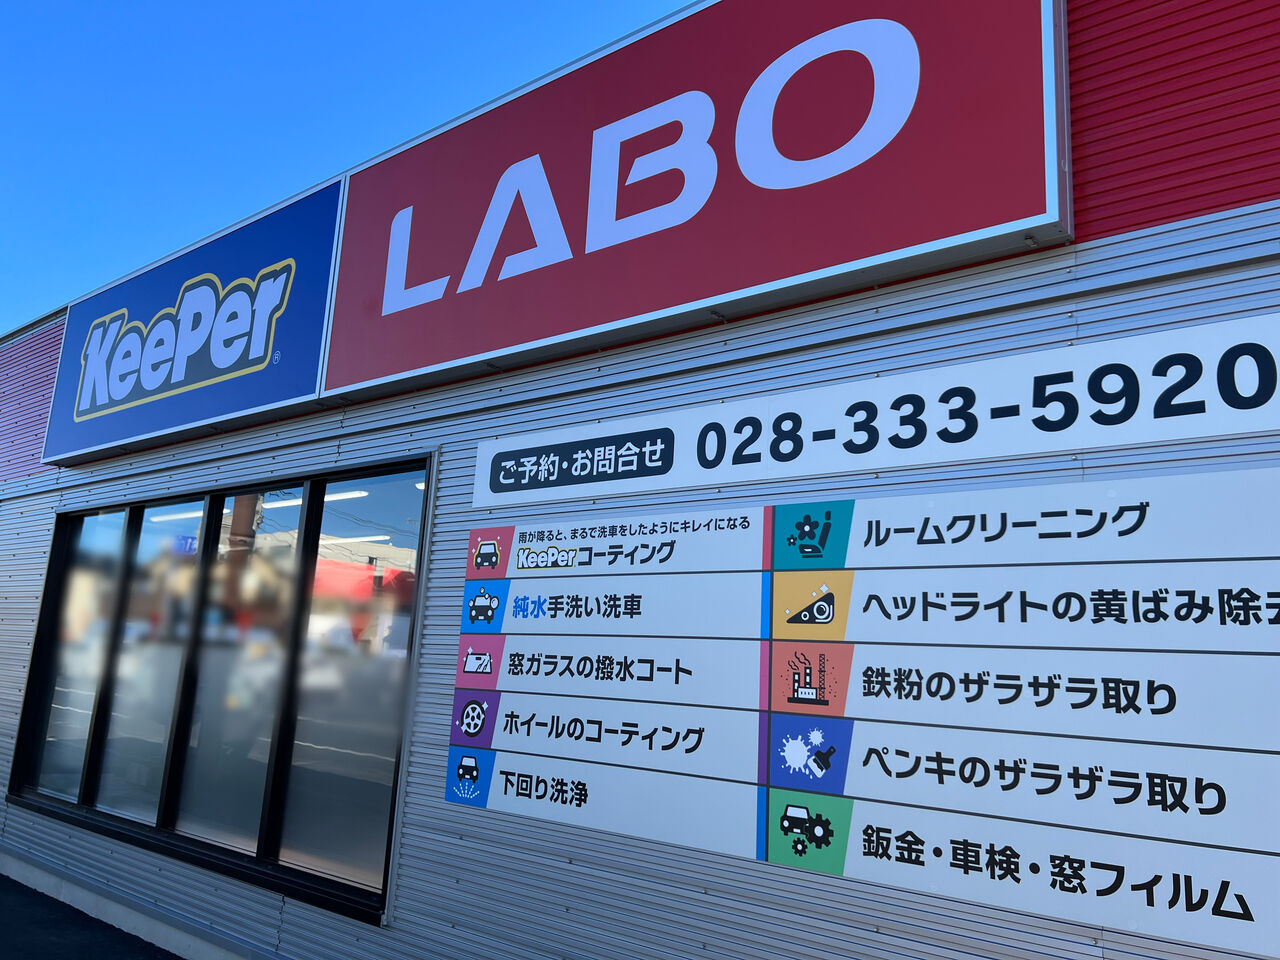 KeePer®
LABO
ご予約・お問合せ 028-333-5920
雨が降ると、まるで洗車をしたようにキレイになる
KeePerコーティング
純水手洗い洗車
窓ガラスの撥水コート
ホイールのコーティング
下回り洗浄
ルームクリーニング
ヘッドライトの黄ばみ除去
鉄粉のザラザラ取り
ペンキのザラザラ取り
鈑金・車検・窓フィルム